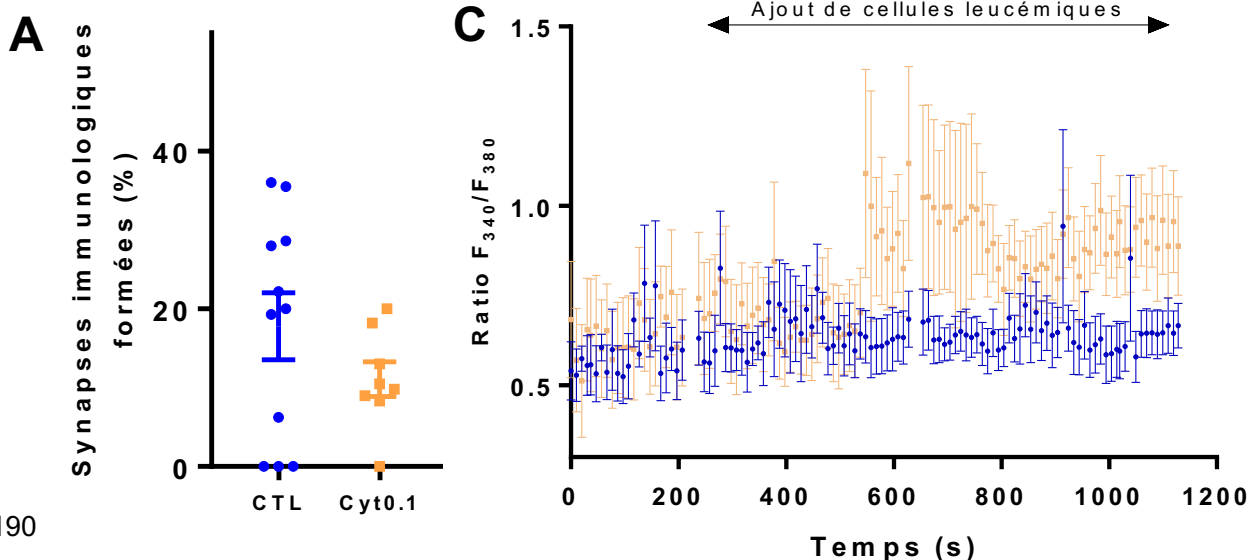 A
Synapses immunologiques
formées (%)
40
20
0
CTL Cyt0.1
190
C
Ajout de cellules leucémiques
Ratio F340/F380
1.5
1.0
0.5
0 200 400 600 800 1000 1200
Temps (s)